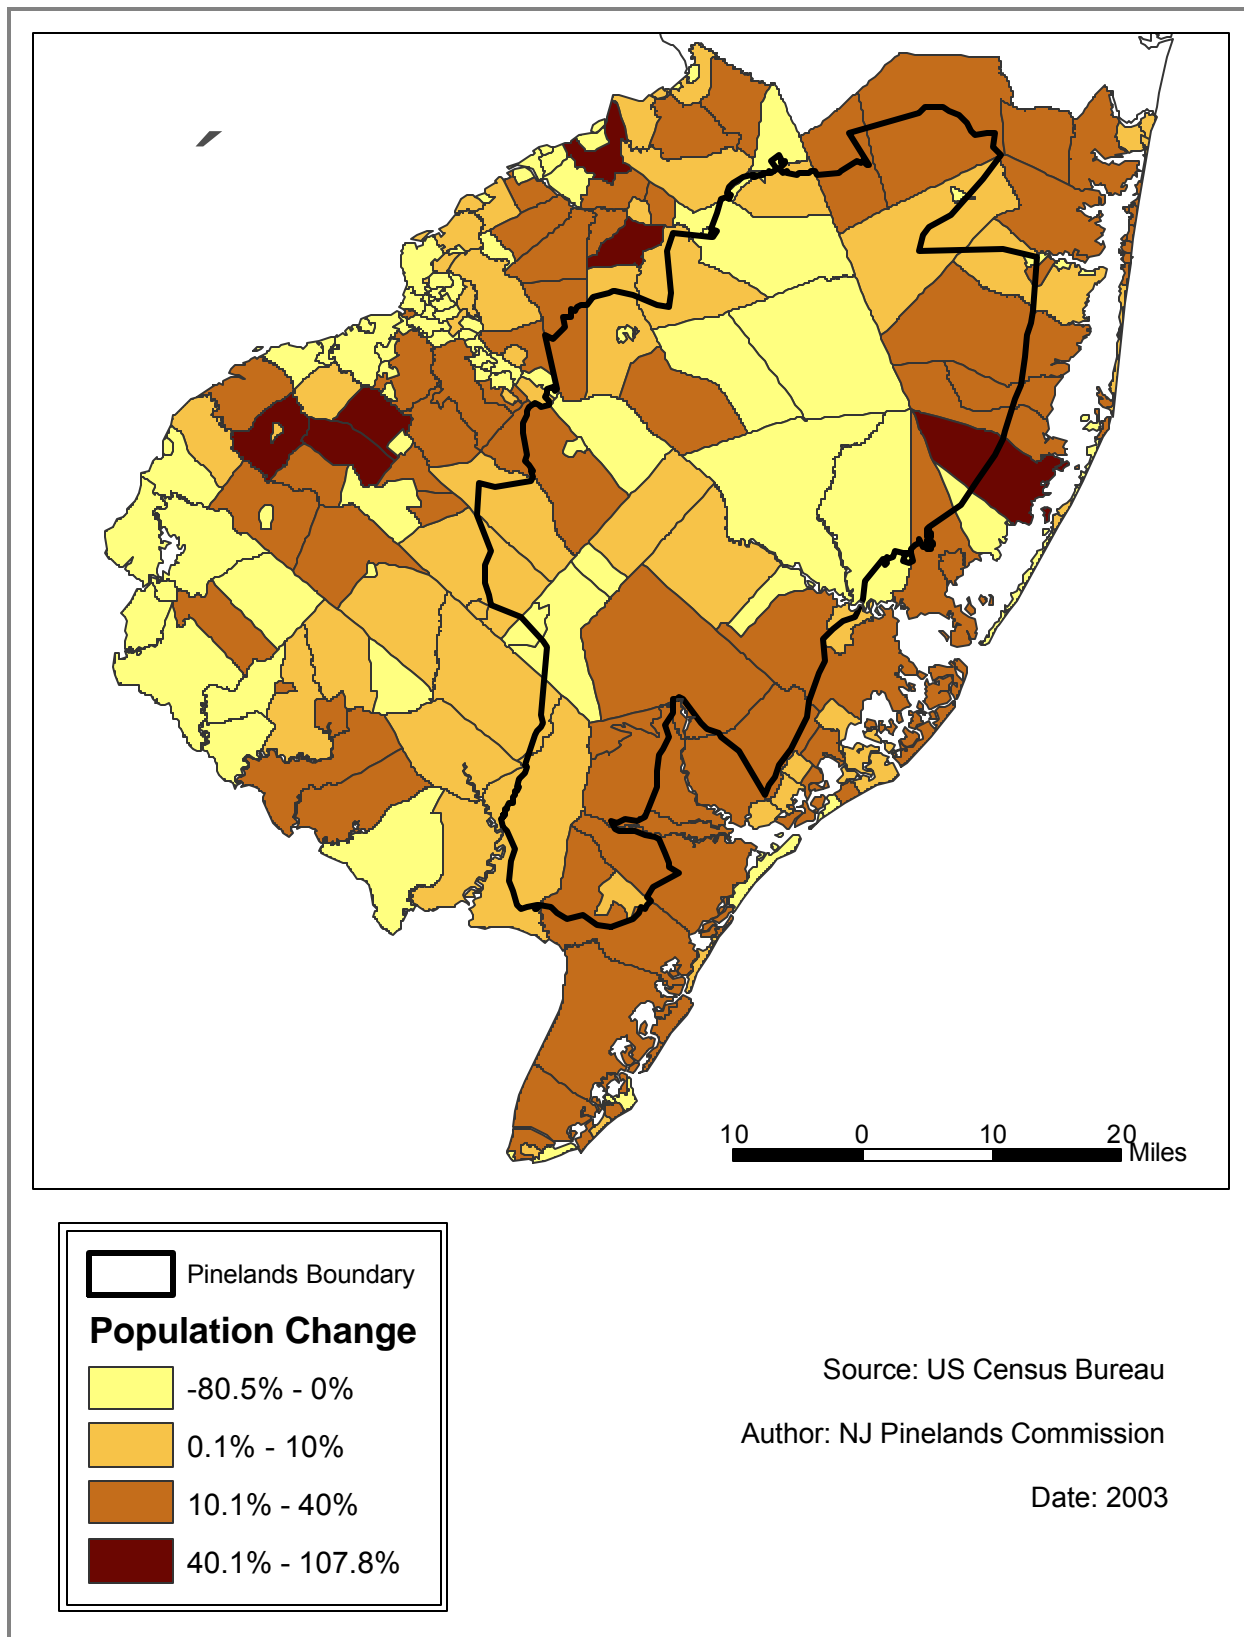 10 0 10 20
Miles
Pinelands Boundary
Population Change
-80.5% - 0%
0.1% - 10%
10.1% - 40%
40.1% - 107.8%
Source: US Census Bureau
Author: NJ Pinelands Commission
Date: 2003